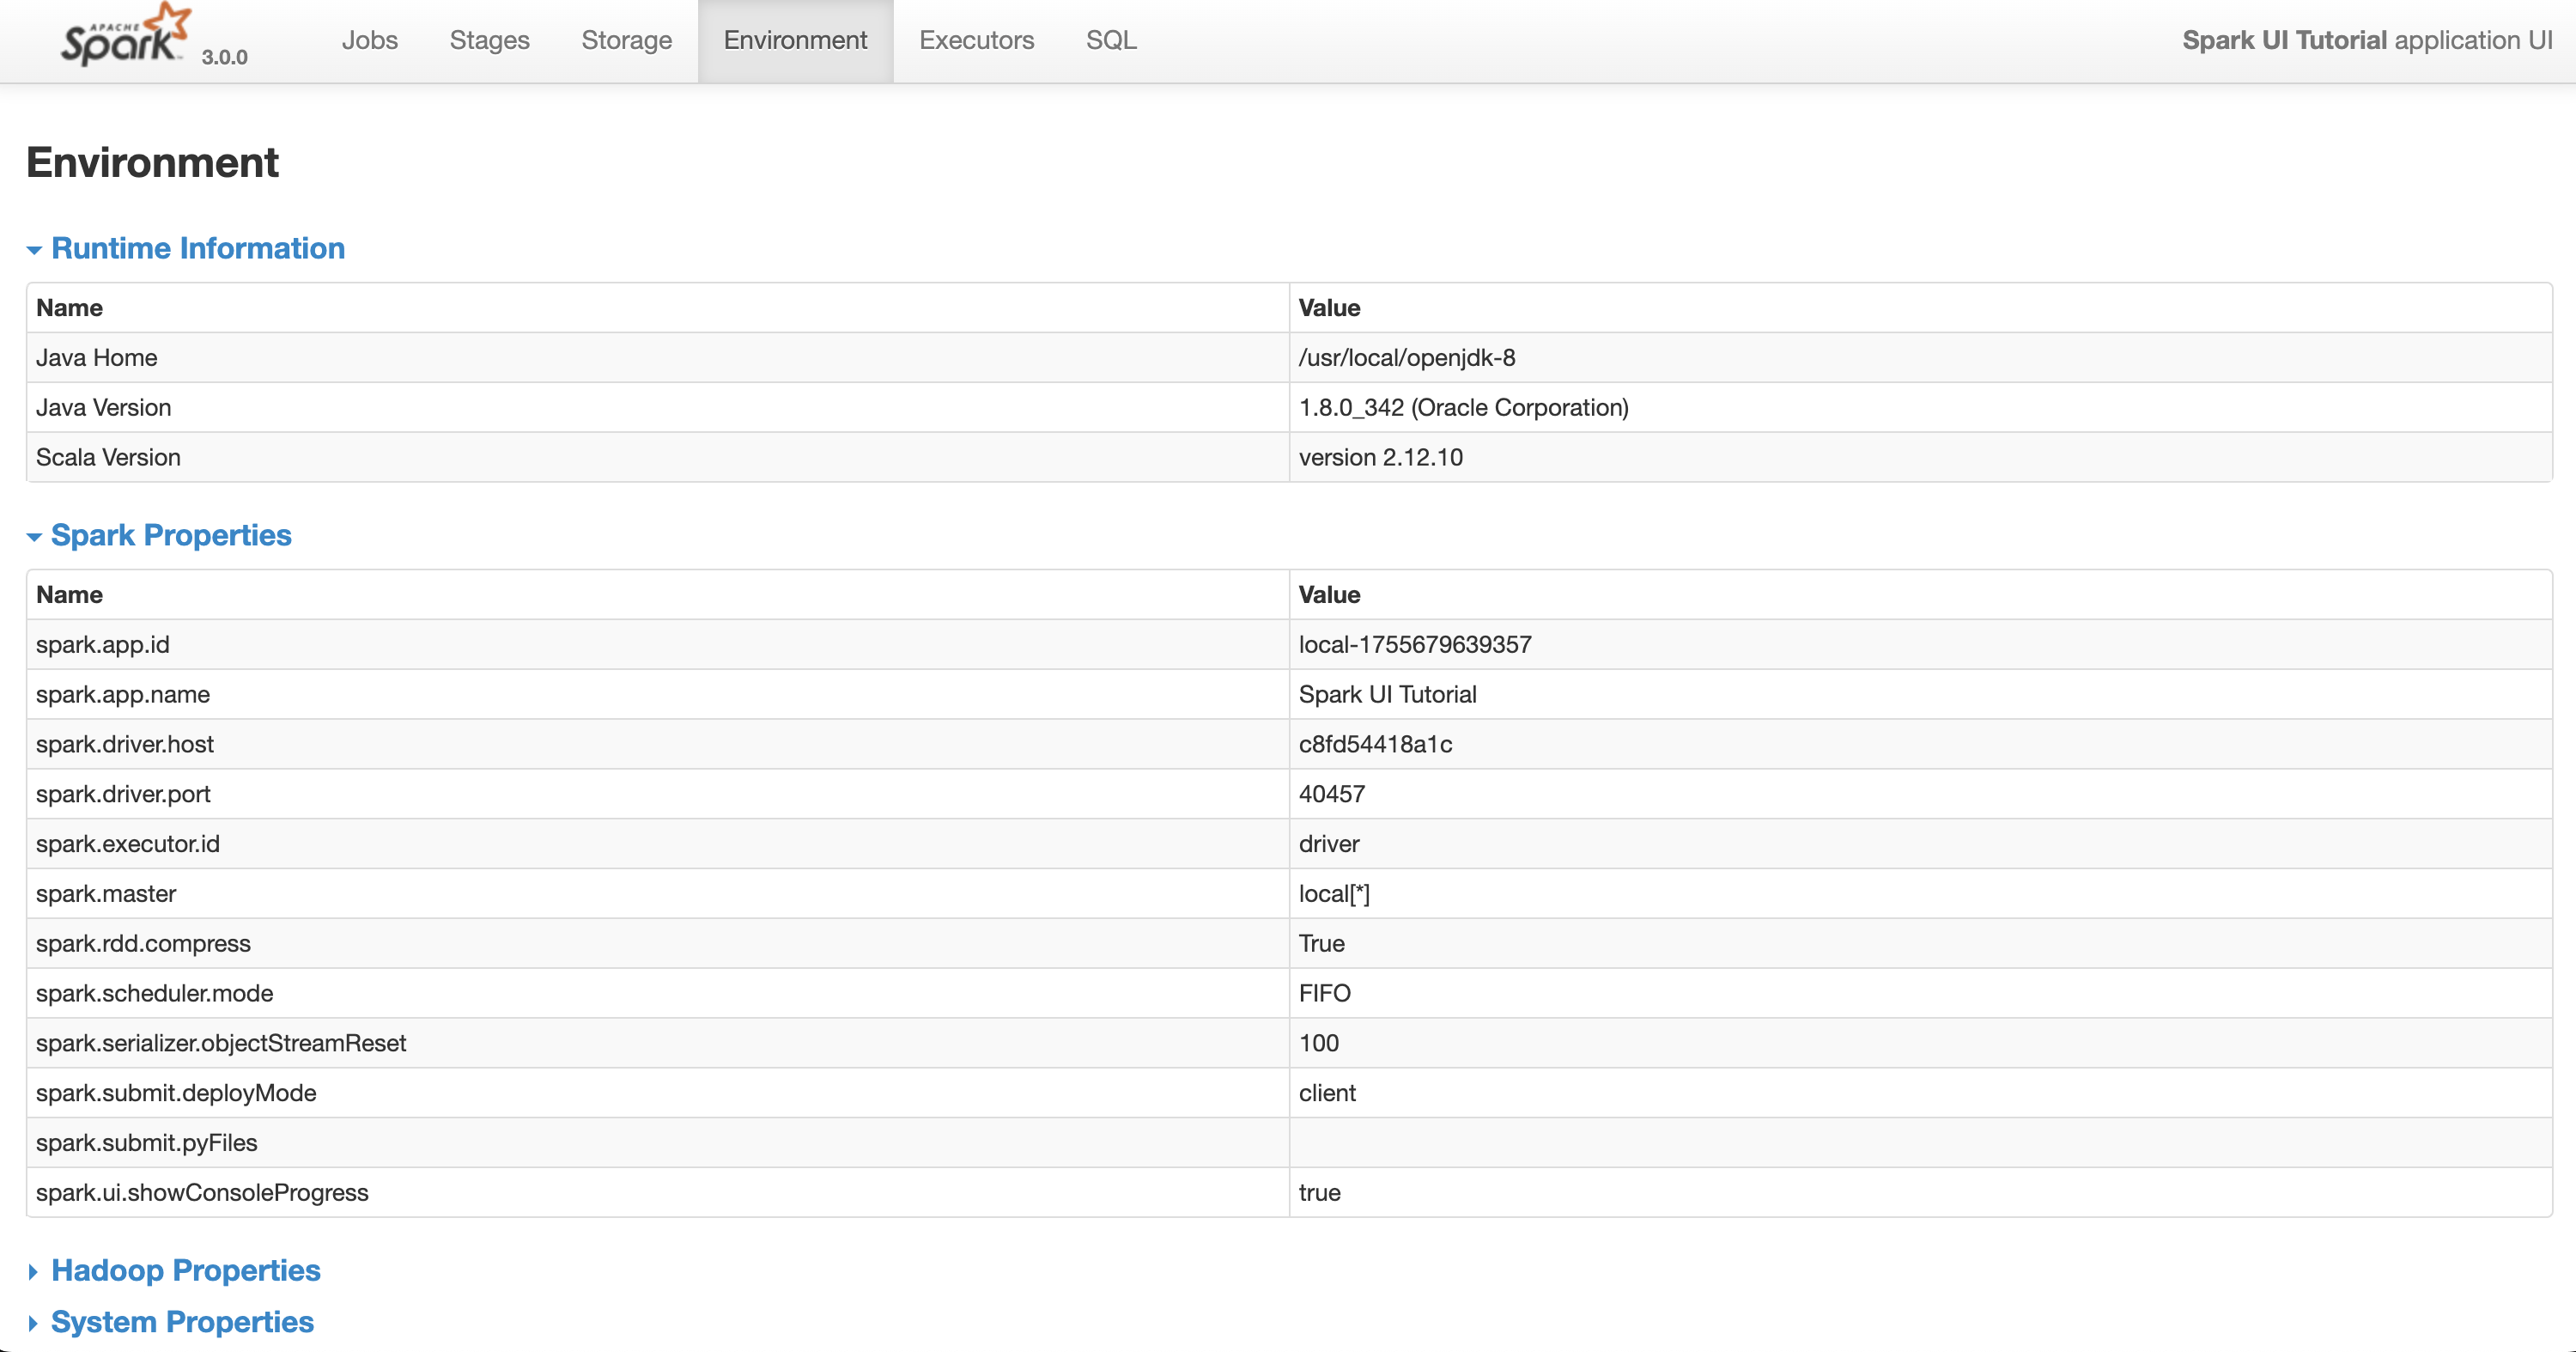 APACHE
Spark™ 3.0.0 Jobs Stages Storage Environment Executors SQL Spark UI Tutorial application UI
Environment
Runtime Information
Name Value
Java Home /usr/local/openjdk-8
Java Version 1.8.0_342 (Oracle Corporation)
Scala Version version 2.12.10
Spark Properties
Name Value
spark.app.id local-1755679639357
spark.app.name Spark UI Tutorial
spark.driver.host c8fd54418a1c
spark.driver.port 40457
spark.executor.id driver
spark.master local[*]
spark.rdd.compress True
spark.scheduler.mode FIFO
spark.serializer.objectStreamReset 100
spark.submit.deployMode client
spark.submit.pyFiles
spark.ui.showConsoleProgress true
Hadoop Properties
System Properties